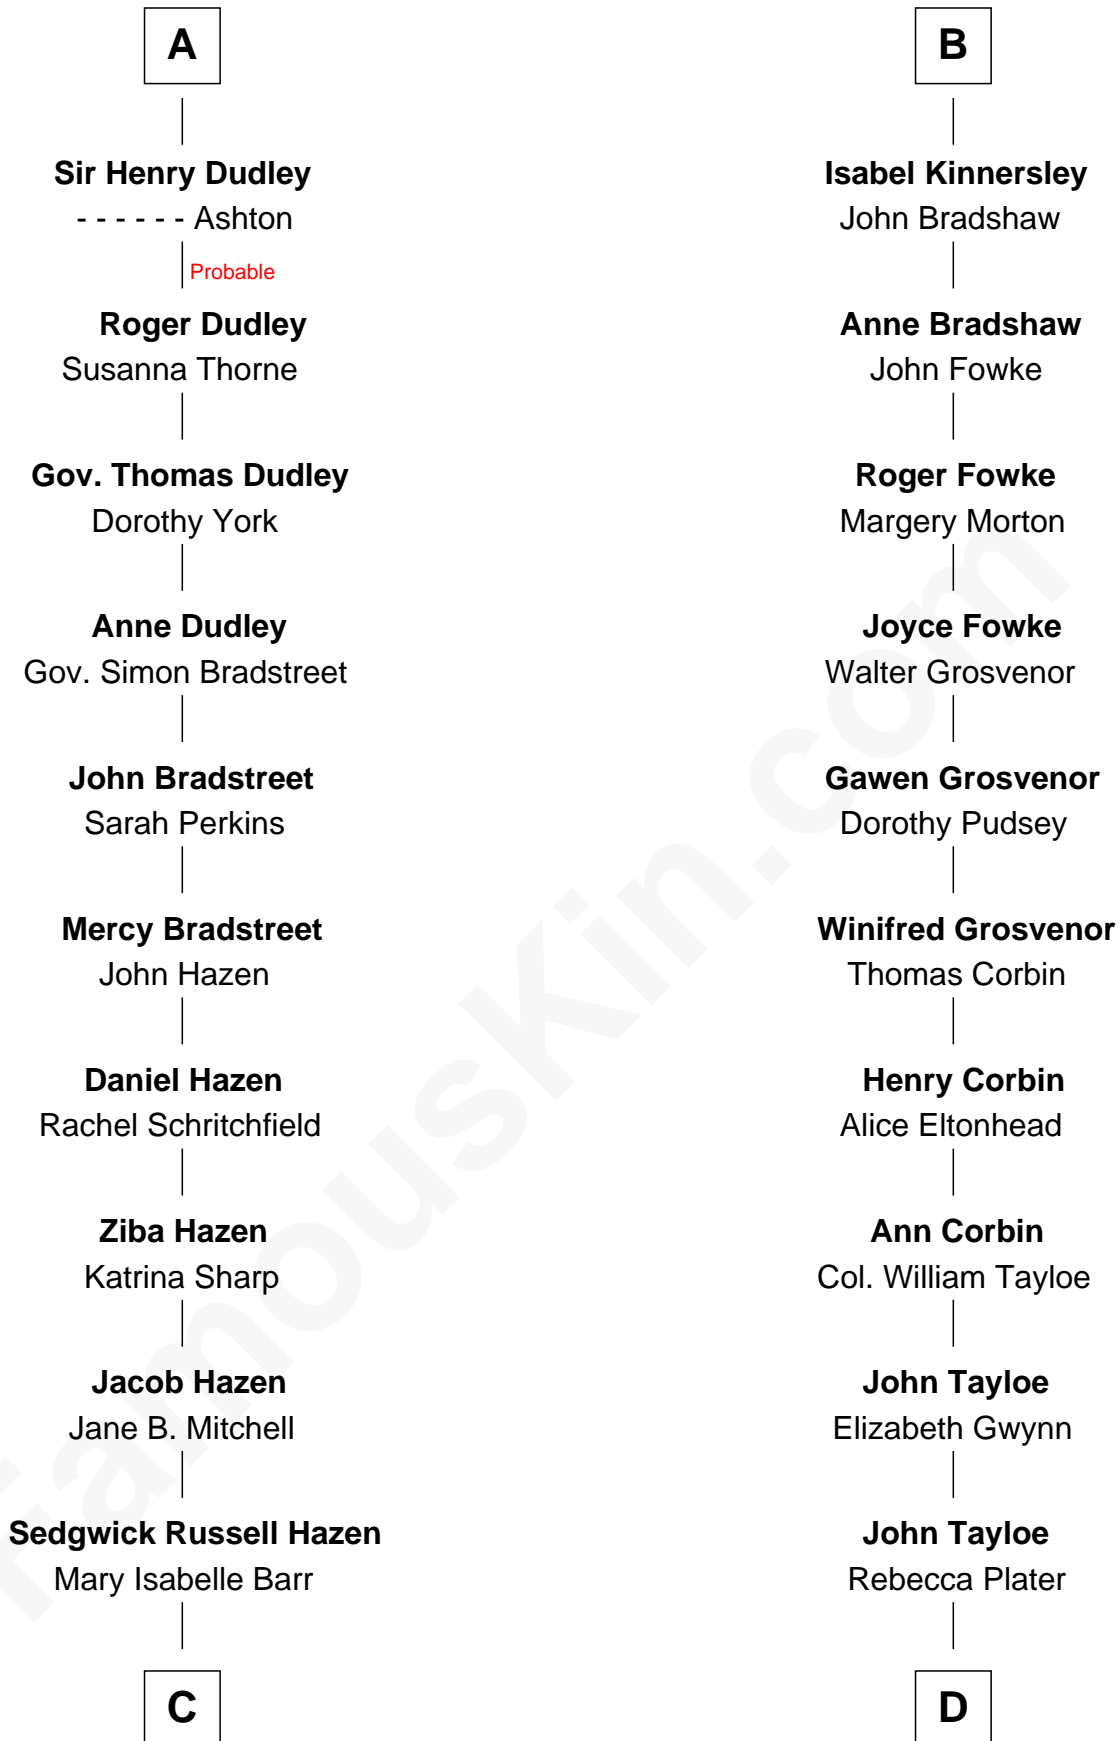 A
Sir Henry Dudley
- - - - - - Ashton
Probable
Roger Dudley
Susanna Thorne
Gov. Thomas Dudley
Dorothy York
Anne Dudley
Gov. Simon Bradstreet
John Bradstreet
Sarah Perkins
Mercy Bradstreet
John Hazen
Daniel Hazen
Rachel Schritchfield
Ziba Hazen
Katrina Sharp
Jacob Hazen
Jane B. Mitchell
Sedgwick Russell Hazen
Mary Isabelle Barr
C
B
Isabel Kinnersley
John Bradshaw
Anne Bradshaw
John Fowke
Roger Fowke
Margery Morton
Joyce Fowke
Walter Grosvenor
Gawen Grosvenor
Dorothy Pudsey
Winifred Grosvenor
Thomas Corbin
Henry Corbin
Alice Eltonhead
Ann Corbin
Col. William Tayloe
John Tayloe
Elizabeth Gwynn
John Tayloe
Rebecca Plater
D
FamousKin.com